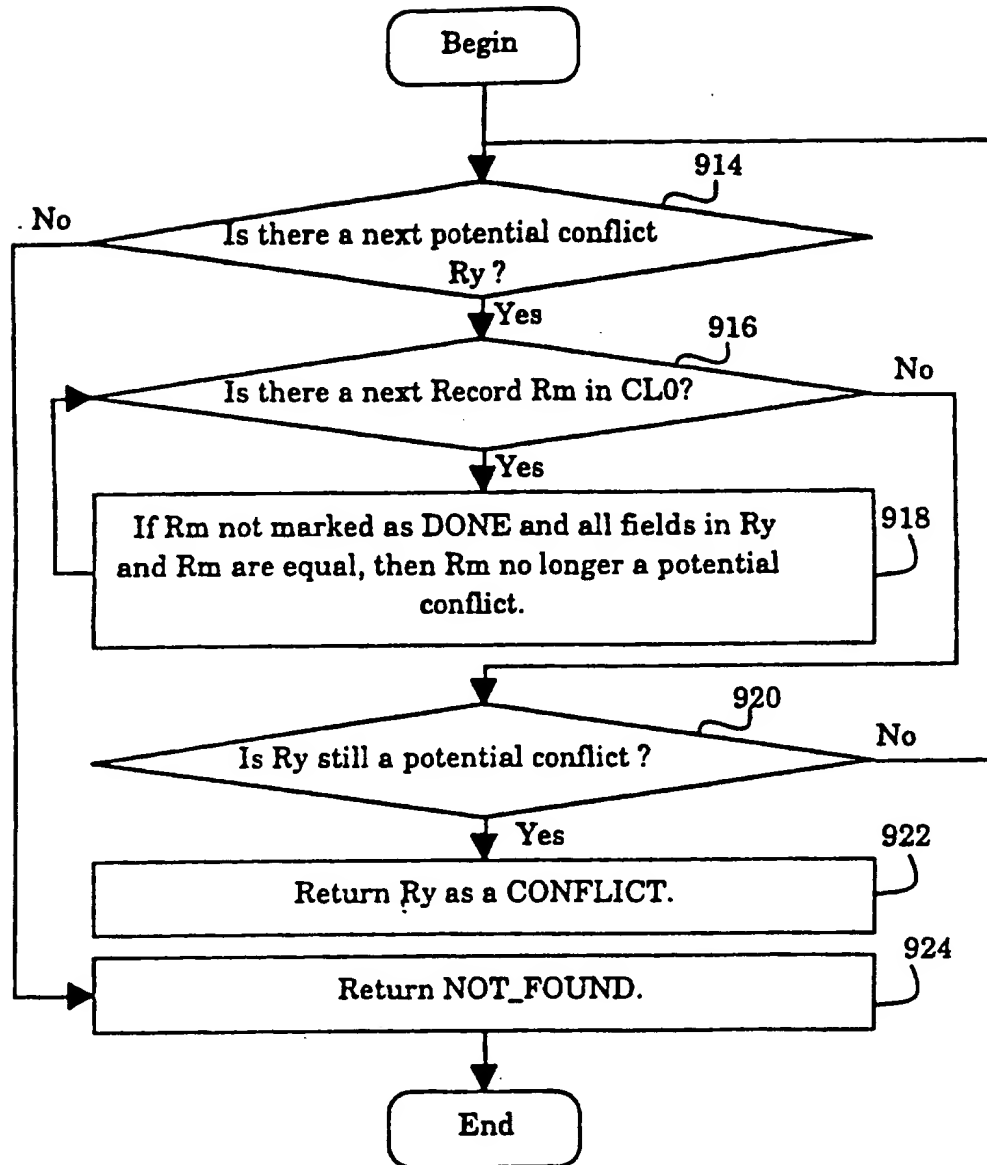 Begin
914
No
Is there a next potential conflict
Ry ?
Yes
916
Is there a next Record Rm in CL0?
No
Yes
If Rm not marked as DONE and all fields in Ry
and Rm are equal, then Rm no longer a potential
conflict.
918
920
Is Ry still a potential conflict ?
No
Yes
922
Return Ry as a CONFLICT.
924
Return NOT_FOUND.
End